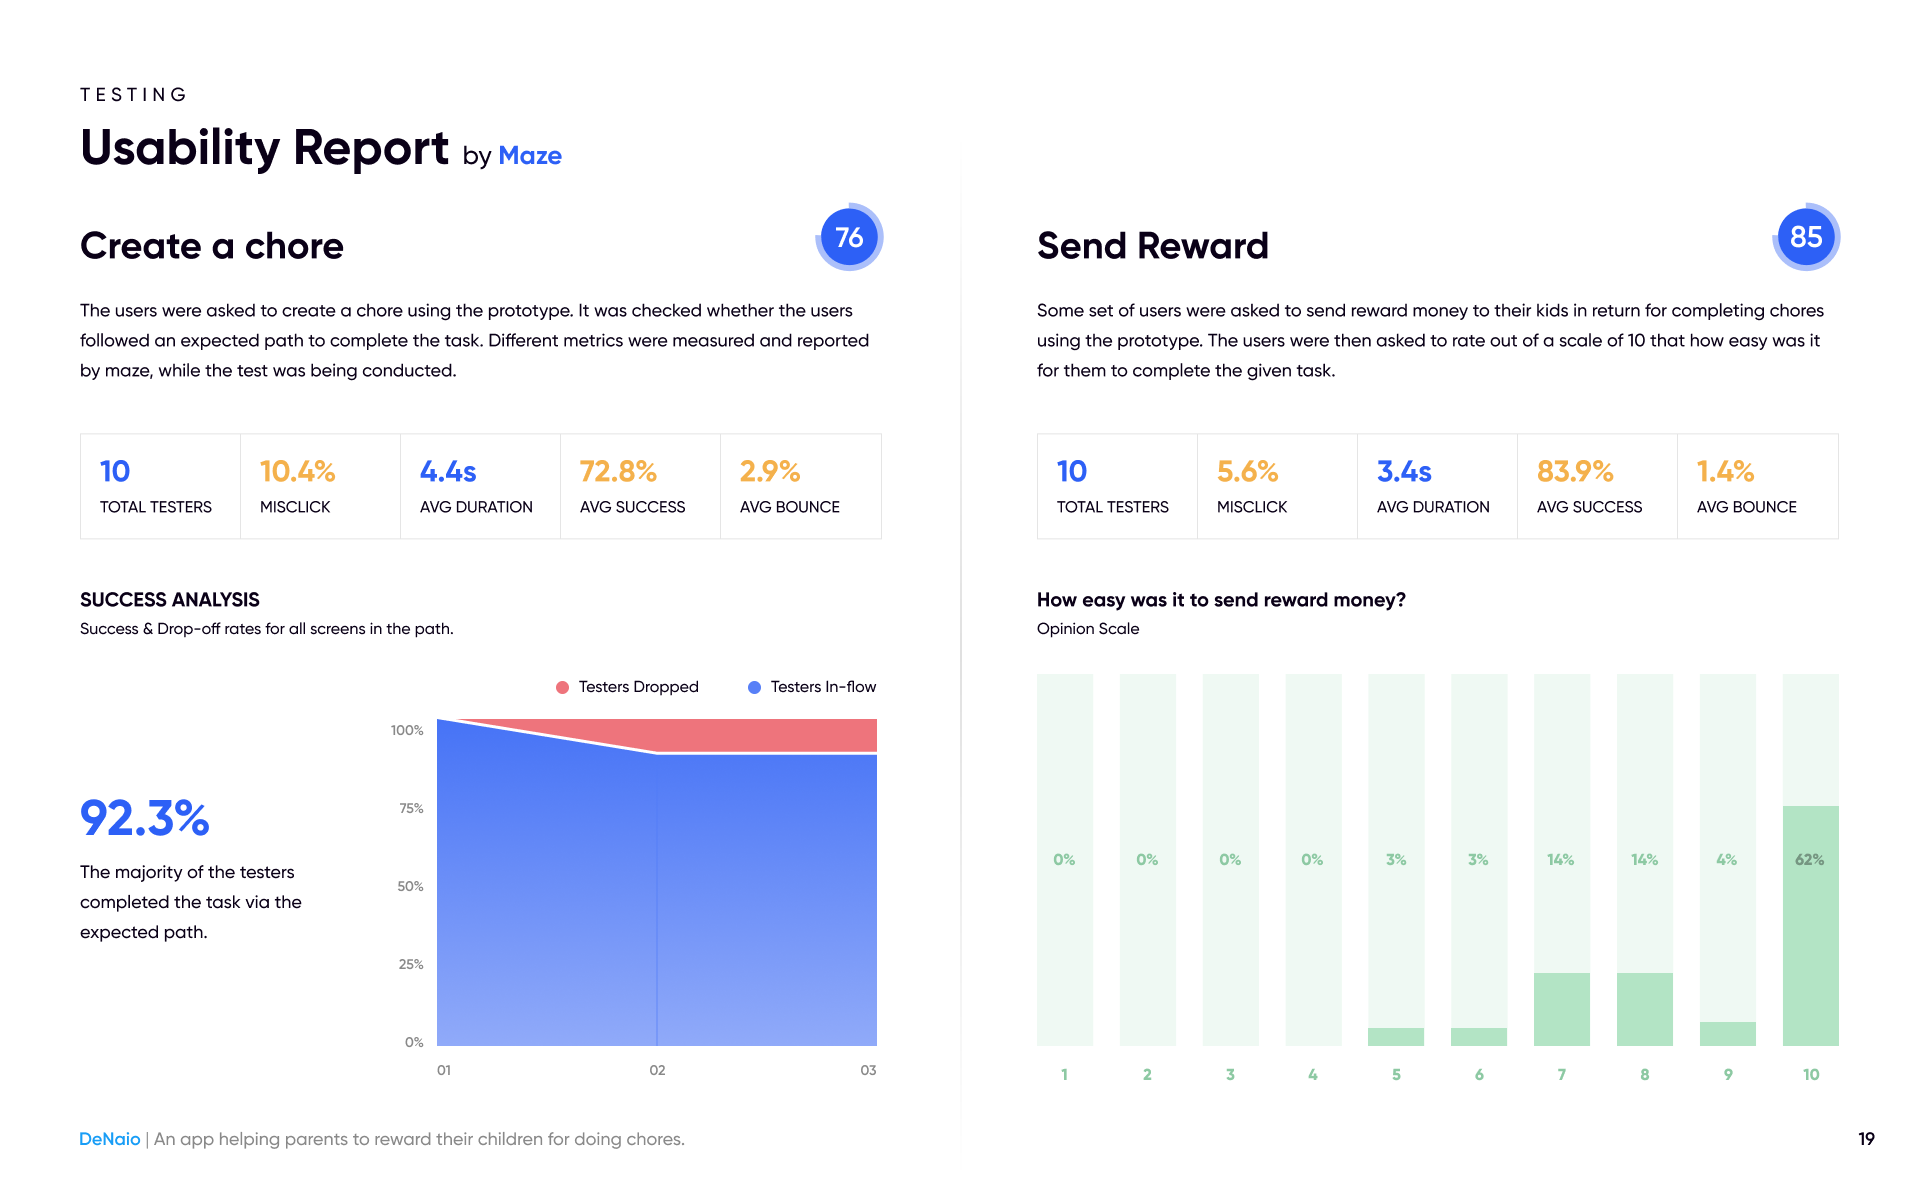 TESTING
Usability Report by Maze
Create a chore
76
The users were asked to create a chore using the prototype. It was checked whether the users
followed an expected path to complete the task. Different metrics were measured and reported
by maze, while the test was being conducted.
10
TOTAL TESTERS
10.4%
MISCLICK
4.4s
AVG DURATION
72.8%
AVG SUCCESS
2.9%
AVG BOUNCE
SUCCESS ANALYSIS
Success & Drop-off rates for all screens in the path.
Testers Dropped
Testers In-flow
92.3%
The majority of the testers
completed the task via the
expected path.
100%
75%
50%
25%
0%
01 02 03
Send Reward
85
Some set of users were asked to send reward money to their kids in return for completing chores
using the prototype. The users were then asked to rate out of a scale of 10 that how easy was it
for them to complete the given task.
10
TOTAL TESTERS
5.6%
MISCLICK
3.4s
AVG DURATION
83.9%
AVG SUCCESS
1.4%
AVG BOUNCE
How easy was it to send reward money?
Opinion Scale
0% 0% 0% 0% 3% 3% 14% 14% 4% 62%
1 2 3 4 5 6 7 8 9 10
DeNaio | An app helping parents to reward their children for doing chores.
19